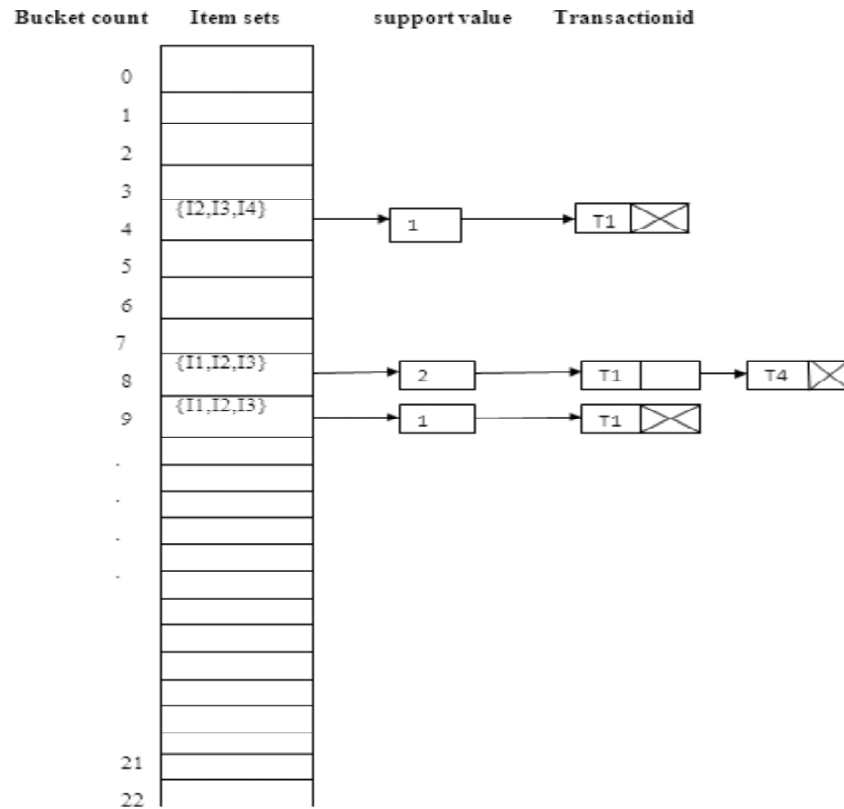 Bucket count Item sets support value Transactionid
0
1
2
3
{I2,I3,I4}
4 1 T1
5
6
7
{I1,I2,I3}
8 2 T1 T4
{I1,I2,I3}
9 1 T1
.
.
.
.
21
22